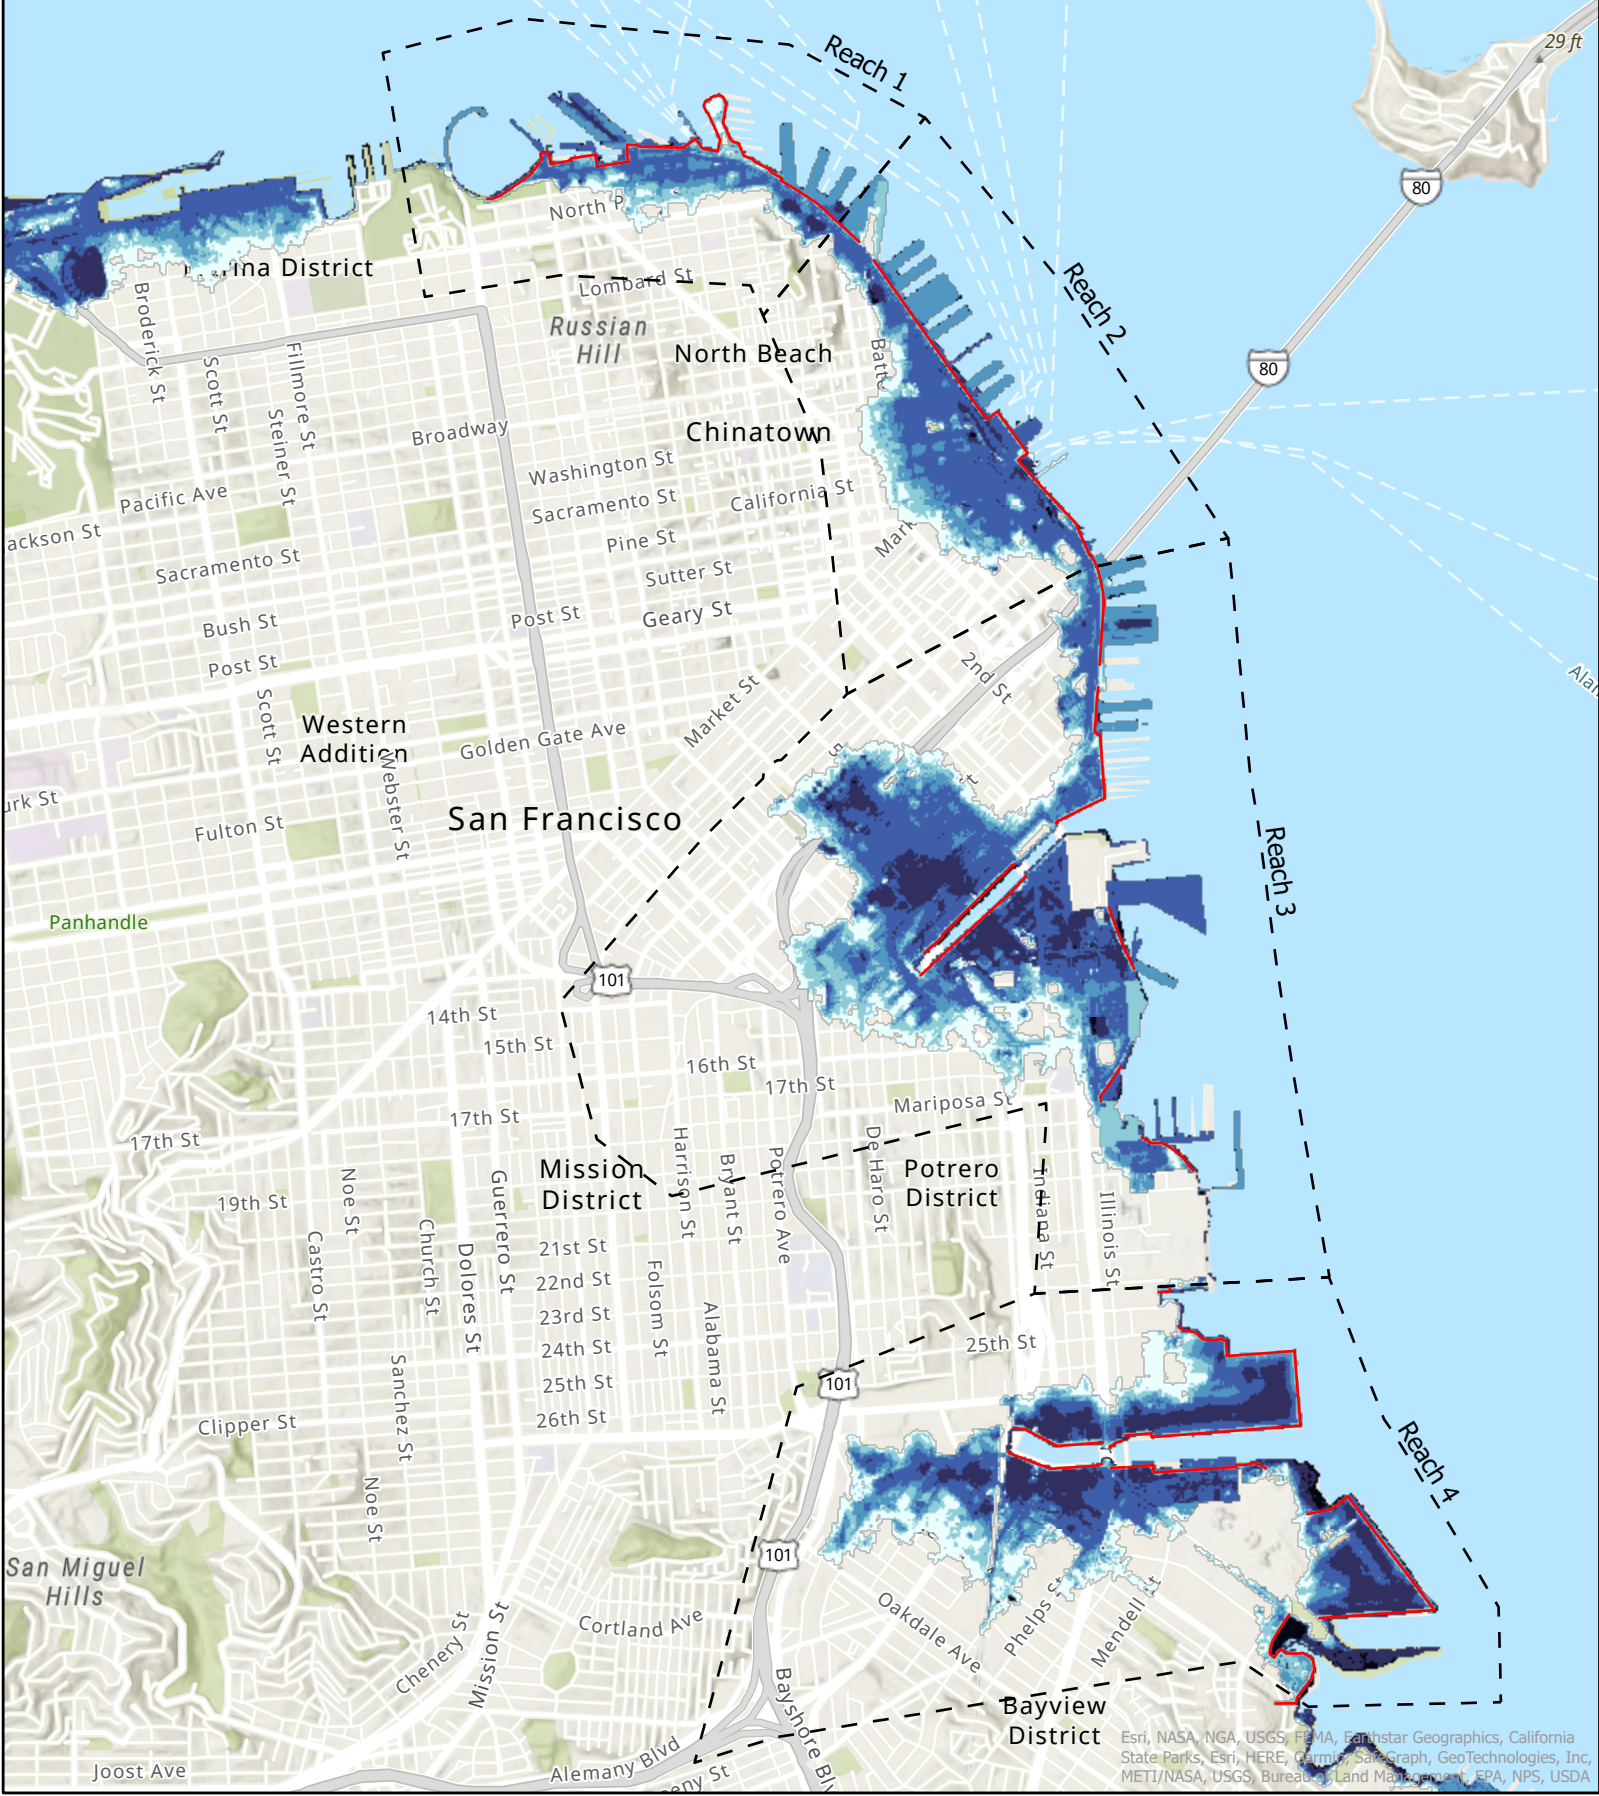 29 ft
Reach 1
80
North P
ina District
Lombard St
Reach 2
Broderick St
Russian
Hill
North Beach
Scott St
Fillmore St
Batte
80
Steiner St
Broadway
Chinatown
Washington St
Pacific Ave
Sacramento St
California St
ackson St
Pine St
Mark
Sacramento St
Sutter St
Bush St
Post St
Geary St
Post St
2nd St
Alan
Scott St
Western
Addition
Market St
Golden Gate Ave
Webster St
urk St
San Francisco
Fulton St
Reach 3
Panhandle
101
14th St
15th St
16th St
17th St
Mariposa St
17th St
17th St
Harrison St
Bryant St
Potrero Ave
De Haro St
Mission
District
Potrero
District
Indiana St
Illinois St
Noe St
19th St
Guerrero St
Castro St
Church St
Dolores St
21st St
22nd St
23rd St
24th St
25th St
26th St
Folsom St
Alabama St
25th St
101
Sanchez St
Clipper St
Reach 4
Noe St
101
San Miguel
Hills
Cortland Ave
Oakdale Ave
Phelps S
Mendell t
Chenery St
Mission St
Bayshore Blv
Bayview
District
Alemany Blvd
Joost Ave
eny St
Esri, NASA, NGA, USGS, FEMA, Earthstar Geographics, California
State Parks, Esri, HERE, Garmin, SafeGraph, GeoTechnologies, Inc,
METI/NASA, USGS, Bureau of Land Management, EPA, NPS, USDA